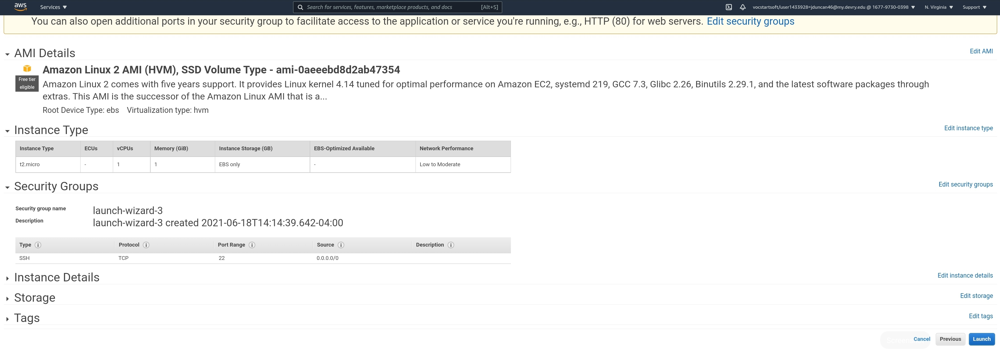 aws Services Search for services, features, marketplace products, and docs [Alt+S] vocstartsoft/user1433928=jduncan46@my.devry.edu @ 1677-9730-0398 N. Virginia Support
You can also open additional ports in your security group to facilitate access to the application or service you're running, e.g., HTTP (80) for web servers. Edit security groups
AMI Details Edit AMI
Amazon Linux 2 AMI (HVM), SSD Volume Type - ami-0aeeebd8d2ab47354
Free tier eligible
Amazon Linux 2 comes with five years support. It provides Linux kernel 4.14 tuned for optimal performance on Amazon EC2, systemd 219, GCC 7.3, Glibc 2.26, Binutils 2.29.1, and the latest software packages through
extras. This AMI is the successor of the Amazon Linux AMI that is a...
Root Device Type: ebs Virtualization type: hvm
Instance Type Edit instance type
Instance Type ECUs vCPUs Memory (GiB) Instance Storage (GB) EBS-Optimized Available Network Performance
t2.micro - 1 1 EBS only - Low to Moderate
Security Groups Edit security groups
Security group name launch-wizard-3
Description launch-wizard-3 created 2021-06-18T14:14:39.642-04:00
Type i Protocol i Port Range i Source i Description i
SSH TCP 22 0.0.0.0/0
Instance Details Edit instance details
Storage Edit storage
Tags Edit tags
Cancel Previous Launch